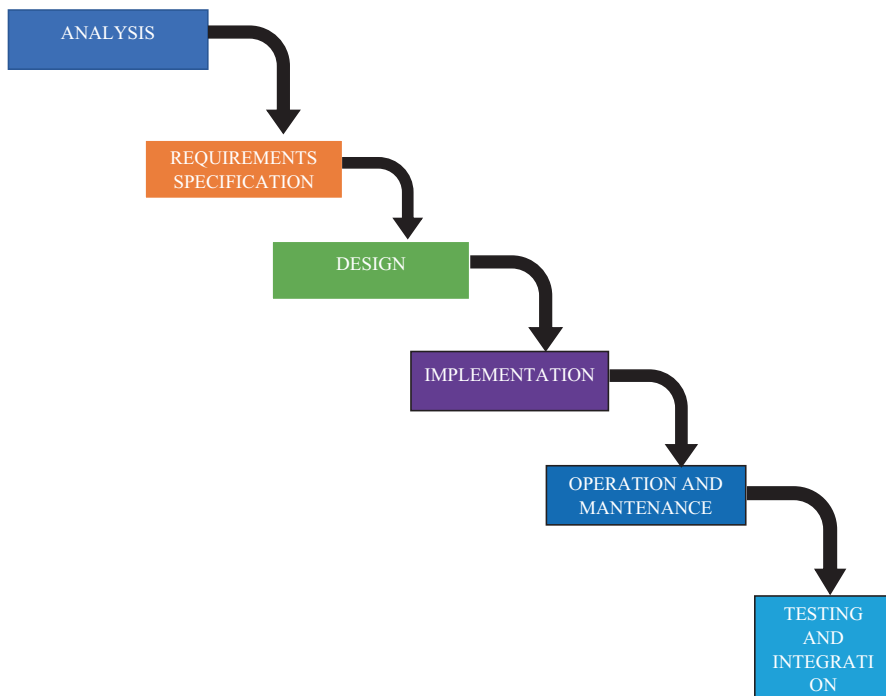 ANALYSIS
REQUIREMENTS
SPECIFICATION
DESIGN
IMPLEMENTATION
OPERATION AND
MANTENANCE
TESTING
AND
INTEGRATI
ON